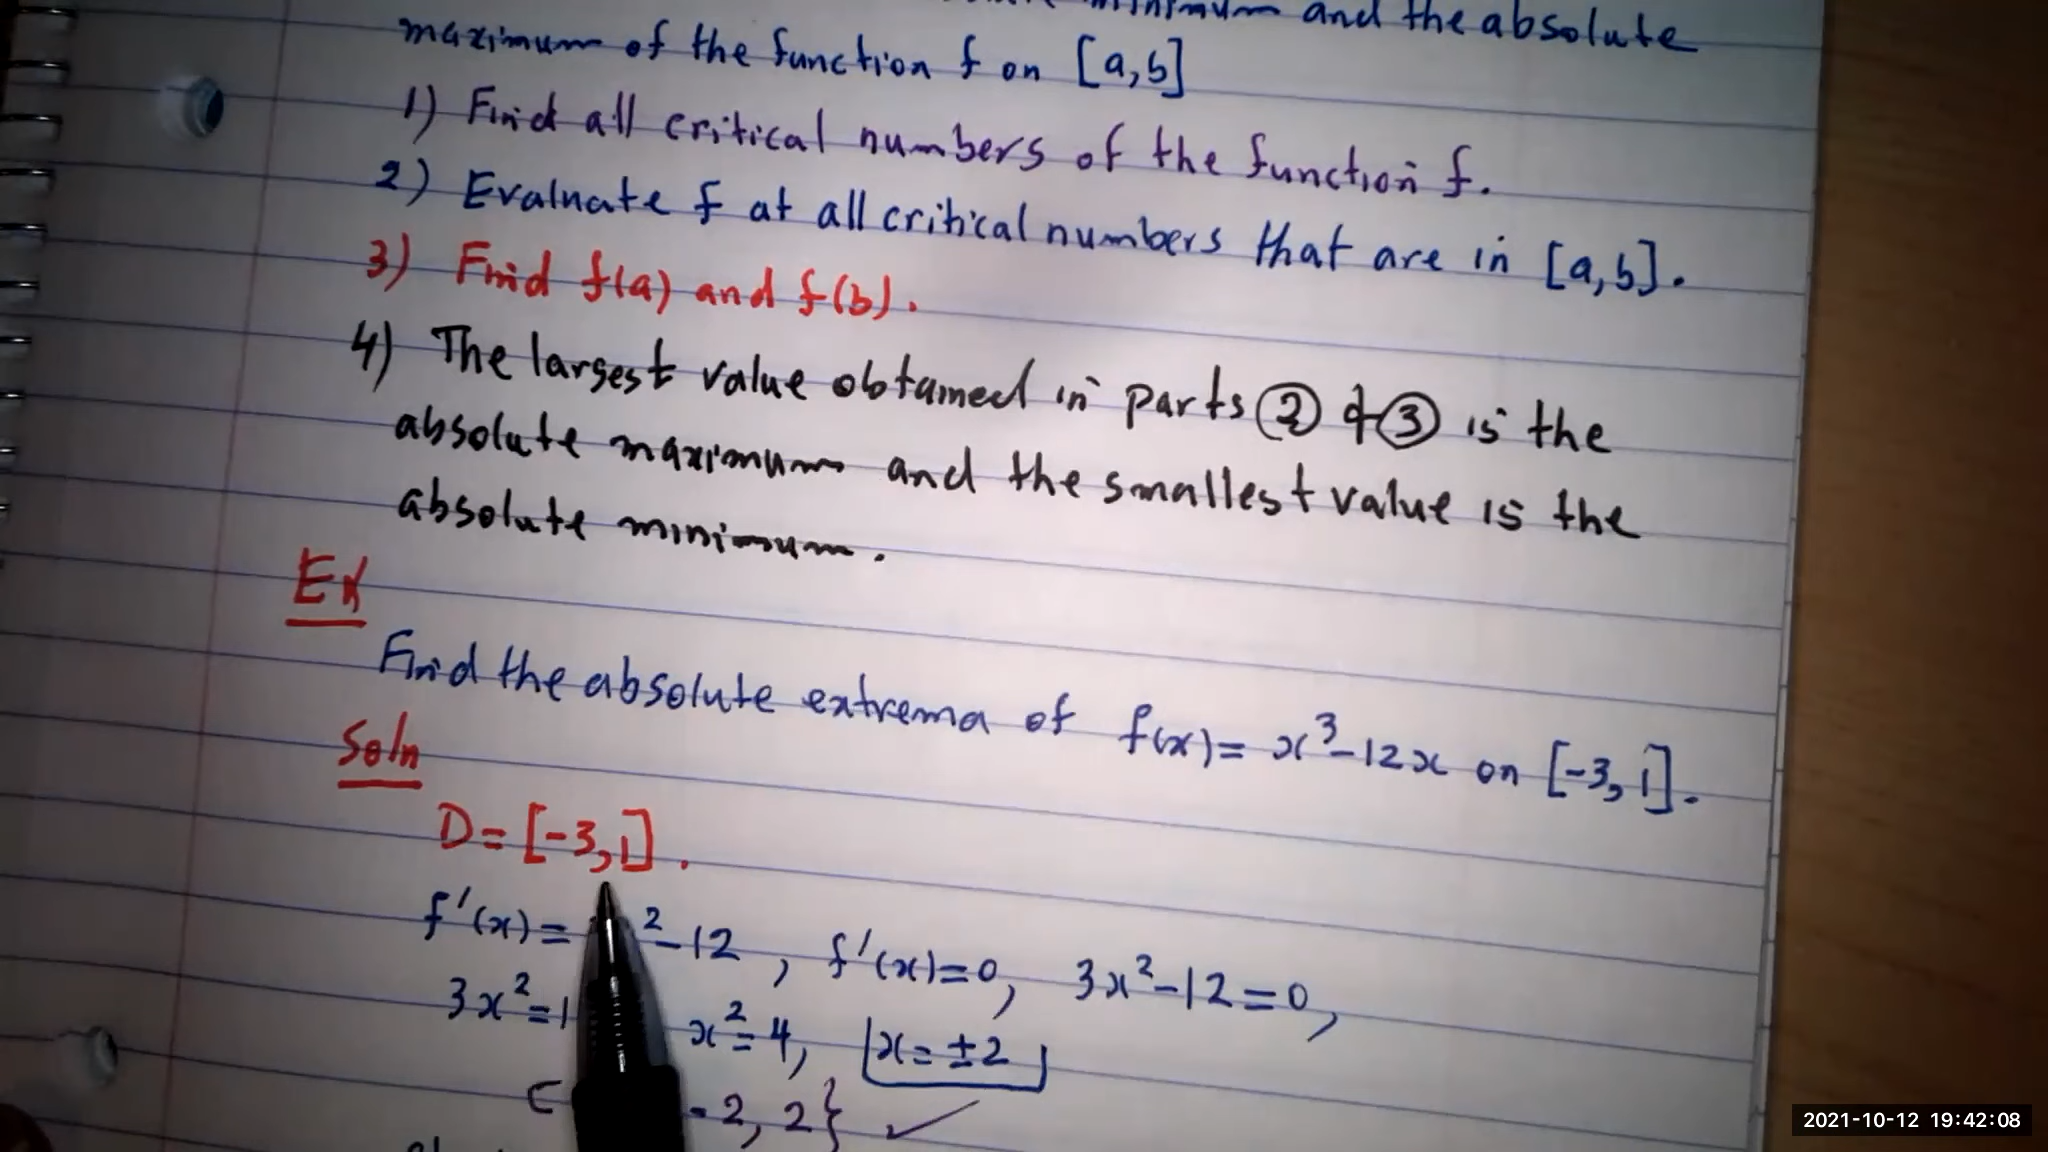 minimum and the absolute
maximum of the function f on [a,b]
1) Find all critical numbers of the function f.
2) Evaluate f at all critical numbers that are in [a,b].
3) Find f(a) and f(b).
4) The largest value obtained in parts ② & ③ is the
absolute maximum and the smallest value is the
absolute minimum.
Ex
Find the absolute extrema of f(x)= x³-12x on [-3,1].
Soln
D= [-3,1].
f'(x)= ²-12, f'(x)=0, 3x²-12=0,
3x²=1 x²=4, x=±2
C -2, 2} ✓
2021-10-12 19:42:08